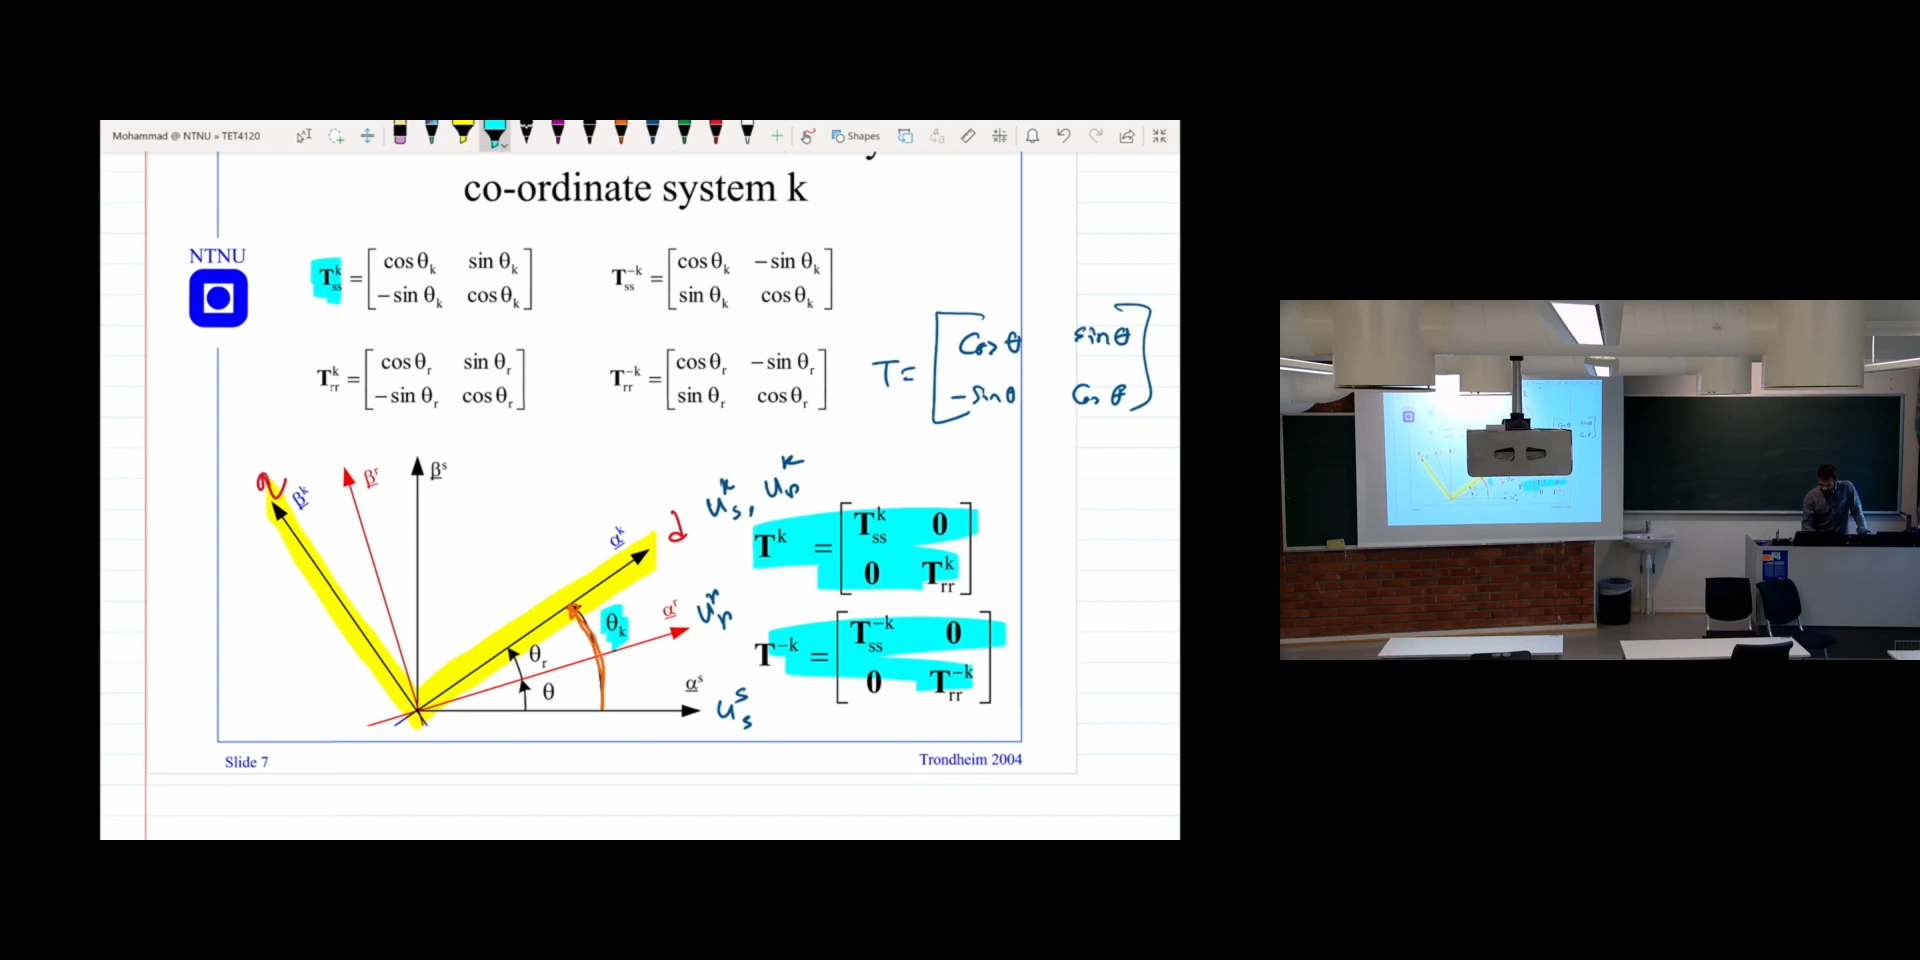 Mohammad @ NTNU » TET4120
Shapes
co-ordinate system k
NTNU
T^k_ss = [ cos θ_k sin θ_k
− sin θ_k cos θ_k ]
T^−k_ss = [ cos θ_k − sin θ_k
sin θ_k cos θ_k ]
T^k_rr = [ cos θ_r sin θ_r
− sin θ_r cos θ_r ]
T^−k_rr = [ cos θ_r − sin θ_r
sin θ_r cos θ_r ]
T = [ Cos θ sin θ
− sin θ Cos θ ]
q
β^k
β^r
β^s
α^k
d
u^k_s, u^k_r
T^k = [ T^k_ss 0
0 T^k_rr ]
θ_k
α^r
u^r_r
θ_r
T^−k = [ T^−k_ss 0
0 T^−k_rr ]
θ
α^s
u^s_s
Slide 7
Trondheim 2004